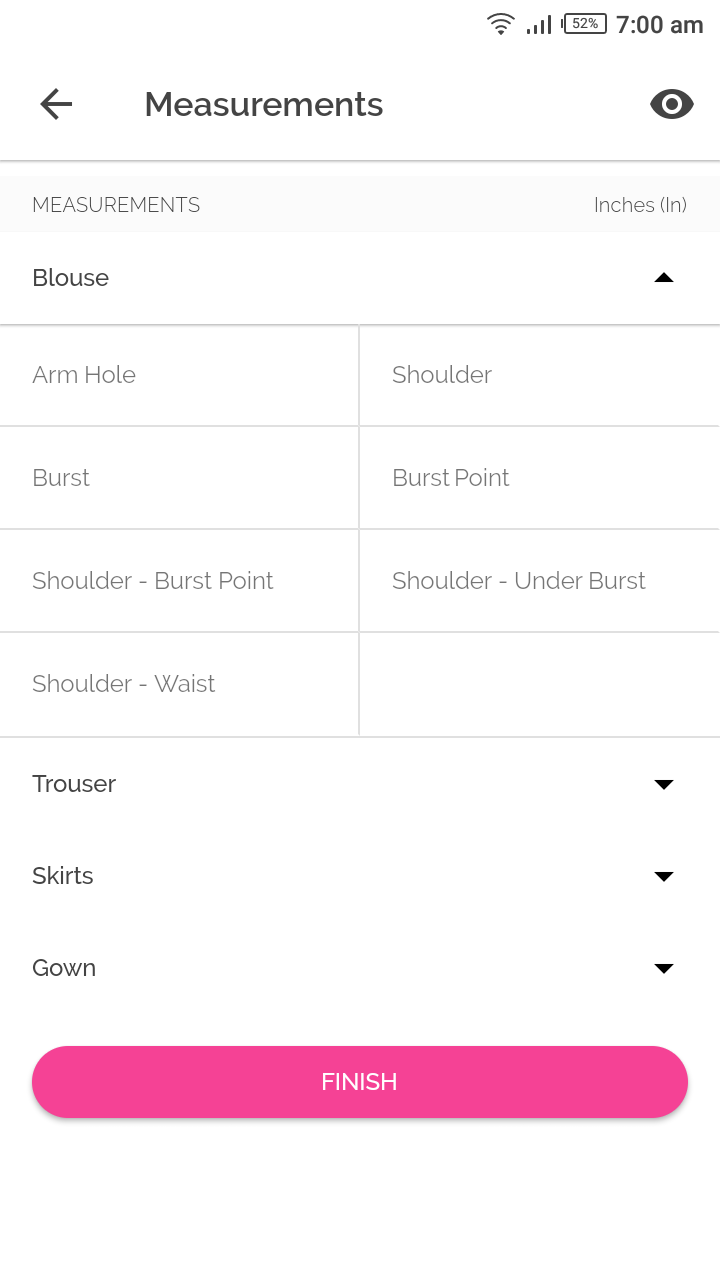 52% 7:00 am
Measurements
MEASUREMENTS Inches (In)
Blouse
Arm Hole Shoulder
Burst Burst Point
Shoulder - Burst Point Shoulder - Under Burst
Shoulder - Waist
Trouser
Skirts
Gown
FINISH